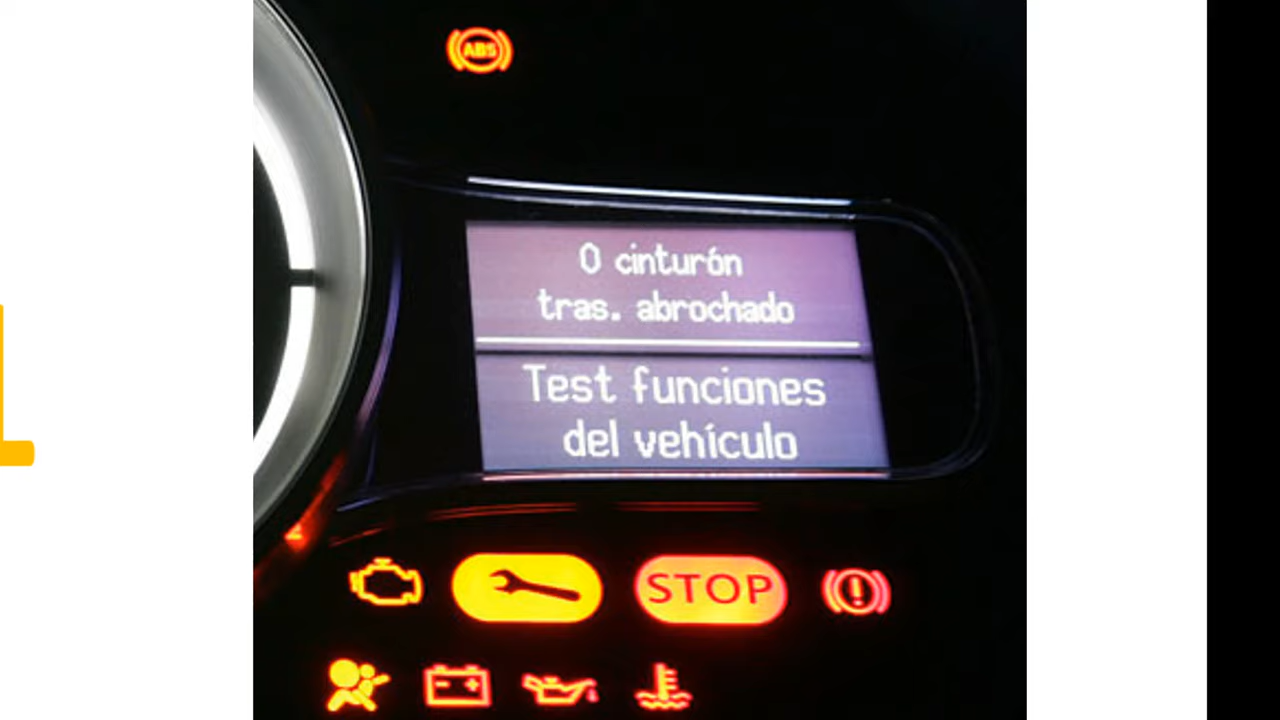 ABS
0 cinturón
tras. abrochado
Test funciones
del vehículo
STOP